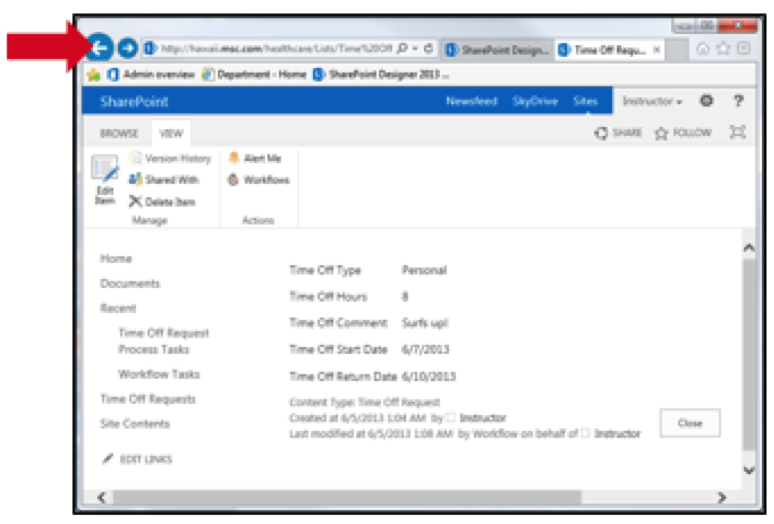 http://hawaii.msc.com/healthcare/Lists/Time%20Off
SharePoint Design...
Time Off Requ...
Admin overview
Department - Home
SharePoint Designer 2013 ...
SharePoint
Newsfeed SkyDrive Sites Instructor ?
BROWSE VIEW
SHARE FOLLOW
Version History
Alert Me
Shared With
Workflows
Edit
Item
Delete Item
Manage
Actions
Home
Time Off Type Personal
Documents
Time Off Hours 8
Recent
Time Off Comment Surfs up!
Time Off Request
Process Tasks
Time Off Start Date 6/7/2013
Workflow Tasks
Time Off Return Date 6/10/2013
Time Off Requests
Content Type: Time Off Request
Created at 6/5/2013 1:04 AM by Instructor
Site Contents
Close
Last modified at 6/5/2013 1:08 AM by Workflow on behalf of Instructor
EDIT LINKS